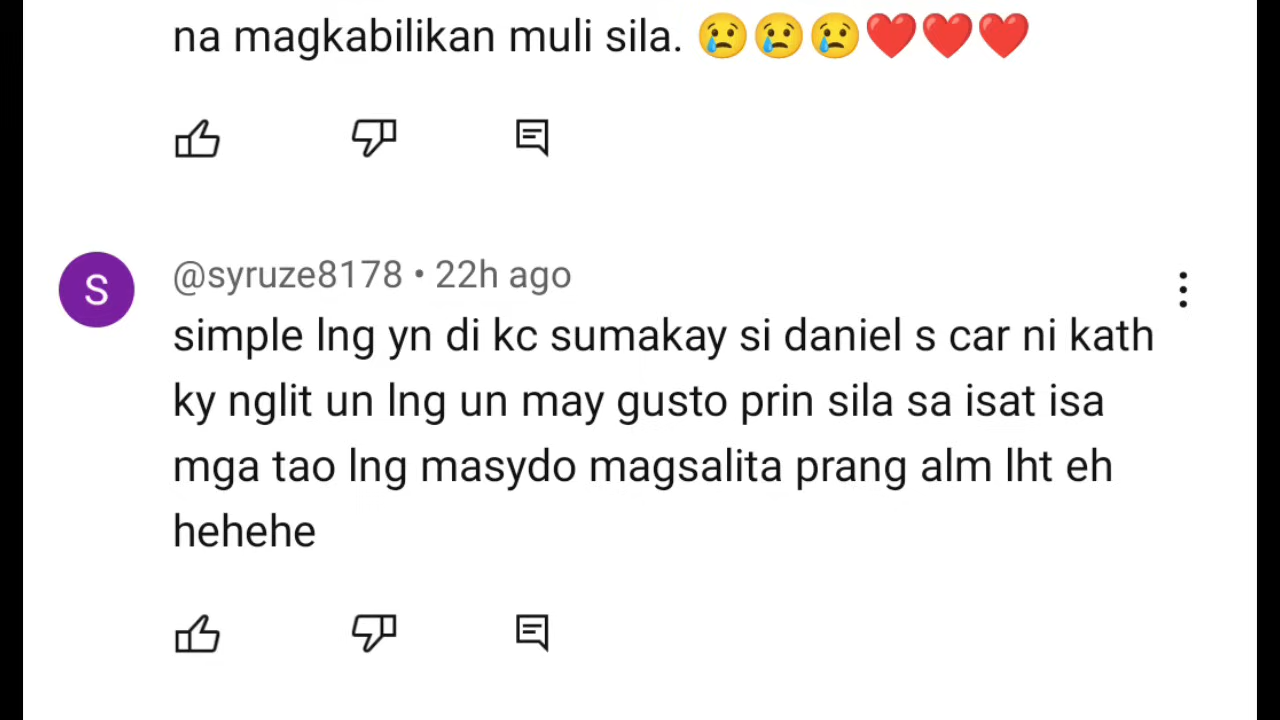 na magkabilikan muli sila. 😢😢😢❤️❤️❤️
S
@syruze8178 • 22h ago
simple lng yn di kc sumakay si daniel s car ni kath
ky nglit un lng un may gusto prin sila sa isat isa
mga tao lng masydo magsalita prang alm lht eh
hehehe